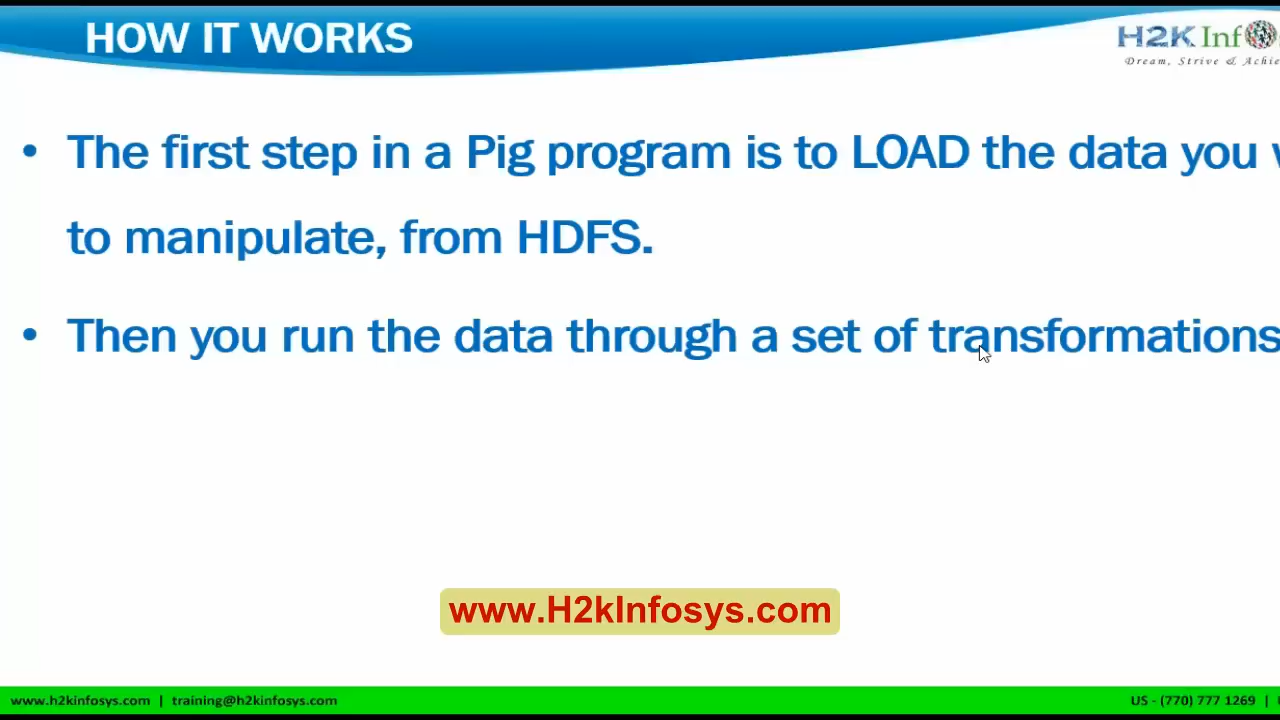 HOW IT WORKS
H2K Inf
Dream, Strive & Achie
• The first step in a Pig program is to LOAD the data you
to manipulate, from HDFS.
• Then you run the data through a set of transformations
www.H2kInfosys.com
www.h2kinfosys.com | training@h2kinfosys.com
US - (770) 777 1269 |